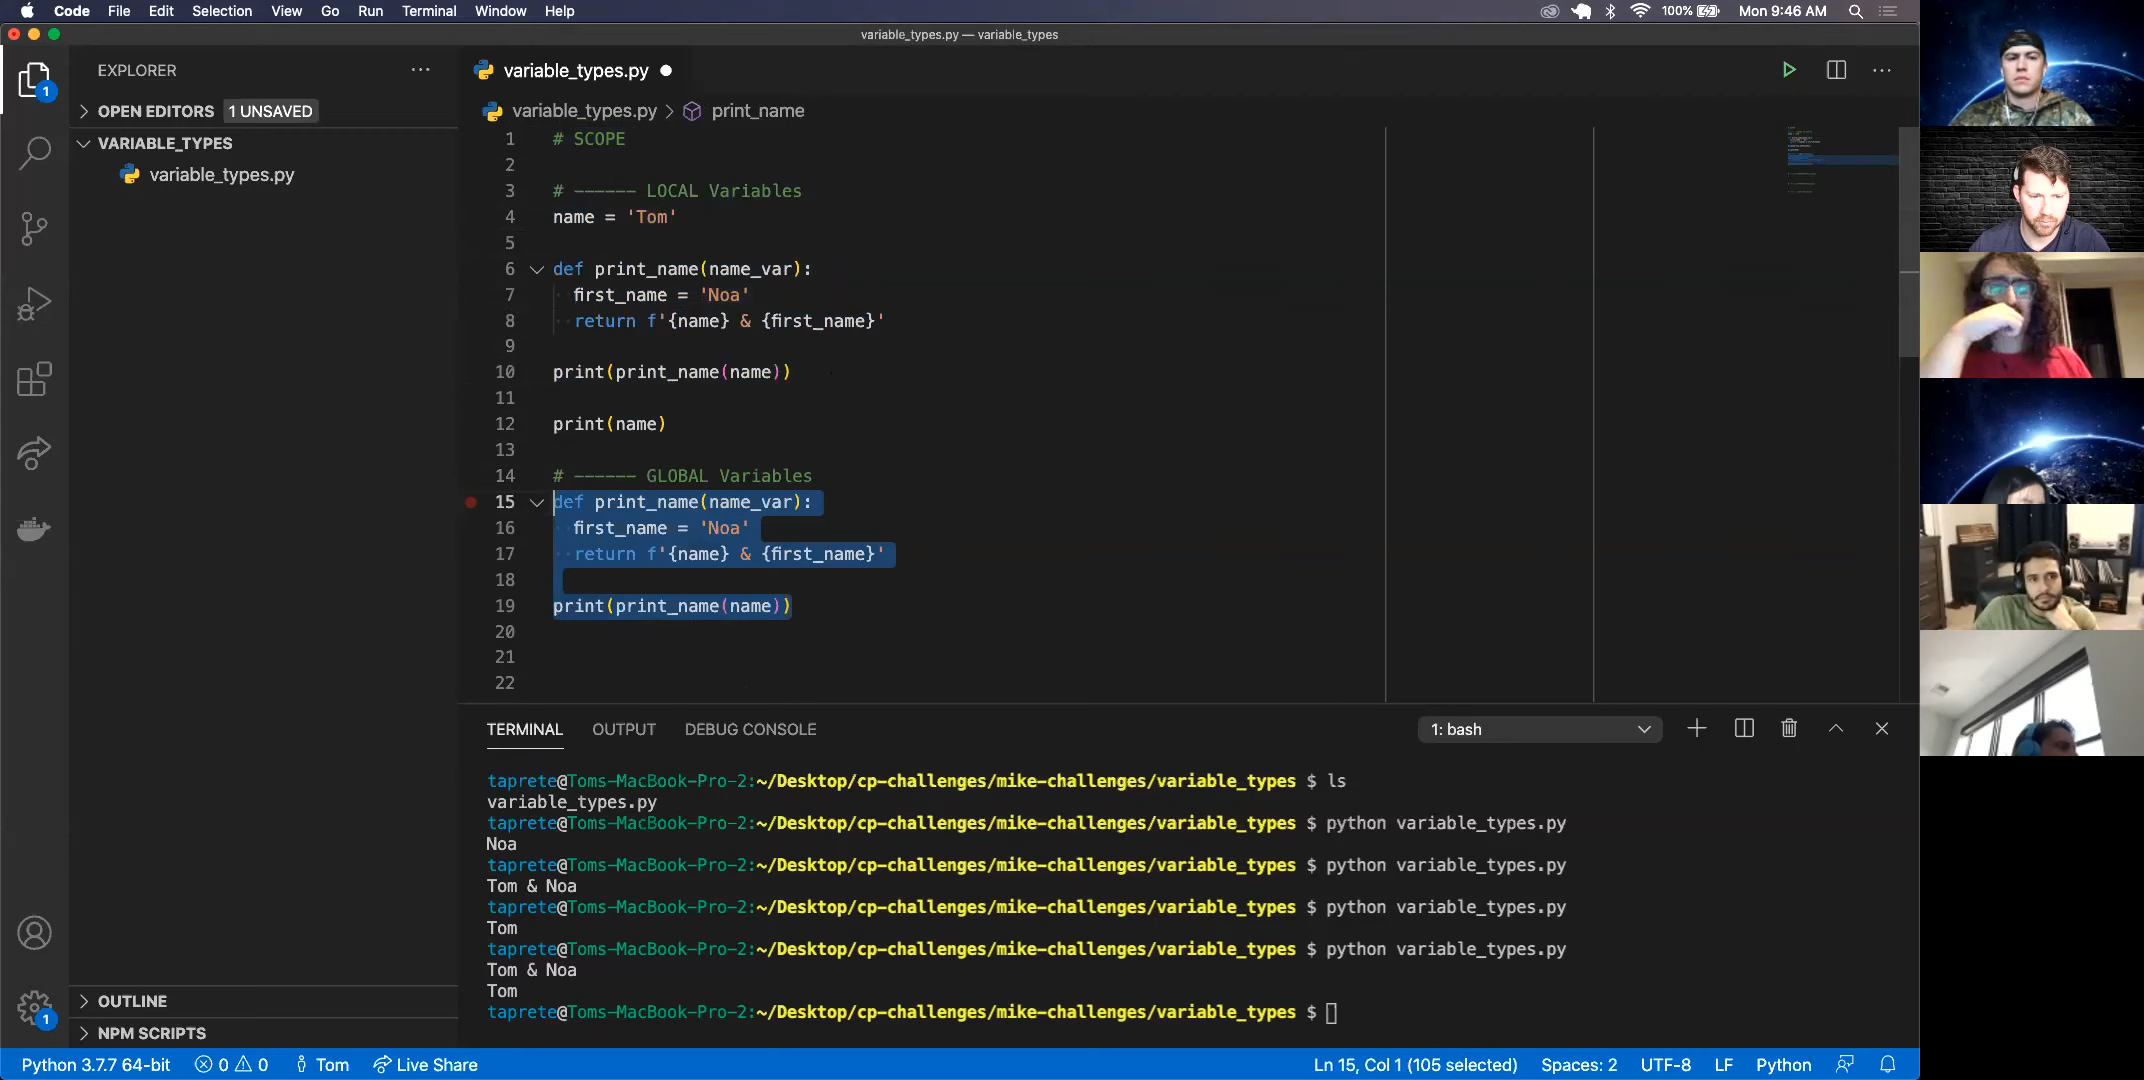 Code File Edit Selection View Go Run Terminal Window Help
100% Mon 9:46 AM
variable_types.py — variable_types
EXPLORER
OPEN EDITORS 1 UNSAVED
VARIABLE_TYPES
variable_types.py
OUTLINE
NPM SCRIPTS
1
1
variable_types.py
variable_types.py > print_name
1 # SCOPE
2
3 # —————— LOCAL Variables
4 name = 'Tom'
5
6 def print_name(name_var):
7 first_name = 'Noa'
8 return f'{name} & {first_name}'
9
10 print(print_name(name))
11
12 print(name)
13
14 # —————— GLOBAL Variables
15 def print_name(name_var):
16 first_name = 'Noa'
17 return f'{name} & {first_name}'
18
19 print(print_name(name))
20
21
22
TERMINAL OUTPUT DEBUG CONSOLE 1: bash
taprete@Toms-MacBook-Pro-2:~/Desktop/cp-challenges/mike-challenges/variable_types $ ls
variable_types.py
taprete@Toms-MacBook-Pro-2:~/Desktop/cp-challenges/mike-challenges/variable_types $ python variable_types.py
Noa
taprete@Toms-MacBook-Pro-2:~/Desktop/cp-challenges/mike-challenges/variable_types $ python variable_types.py
Tom & Noa
taprete@Toms-MacBook-Pro-2:~/Desktop/cp-challenges/mike-challenges/variable_types $ python variable_types.py
Tom
taprete@Toms-MacBook-Pro-2:~/Desktop/cp-challenges/mike-challenges/variable_types $ python variable_types.py
Tom & Noa
Tom
taprete@Toms-MacBook-Pro-2:~/Desktop/cp-challenges/mike-challenges/variable_types $
Python 3.7.7 64-bit 0 0 Tom Live Share Ln 15, Col 1 (105 selected) Spaces: 2 UTF-8 LF Python